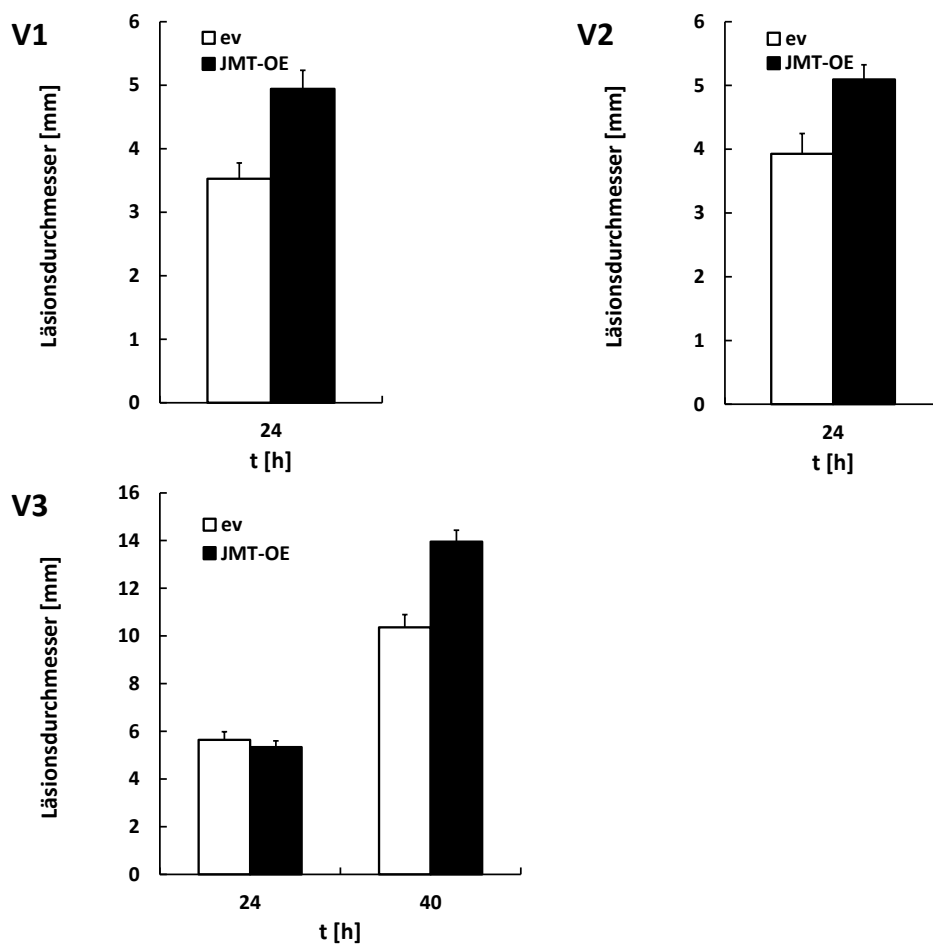 V1
ev
JMT-OE
Läsionsdurchmesser [mm]
6
5
4
3
2
1
0
24
t [h]
V2
ev
JMT-OE
Läsionsdurchmesser [mm]
6
5
4
3
2
1
0
24
t [h]
V3
ev
JMT-OE
Läsionsdurchmesser [mm]
16
14
12
10
8
6
4
2
0
24 40
t [h]